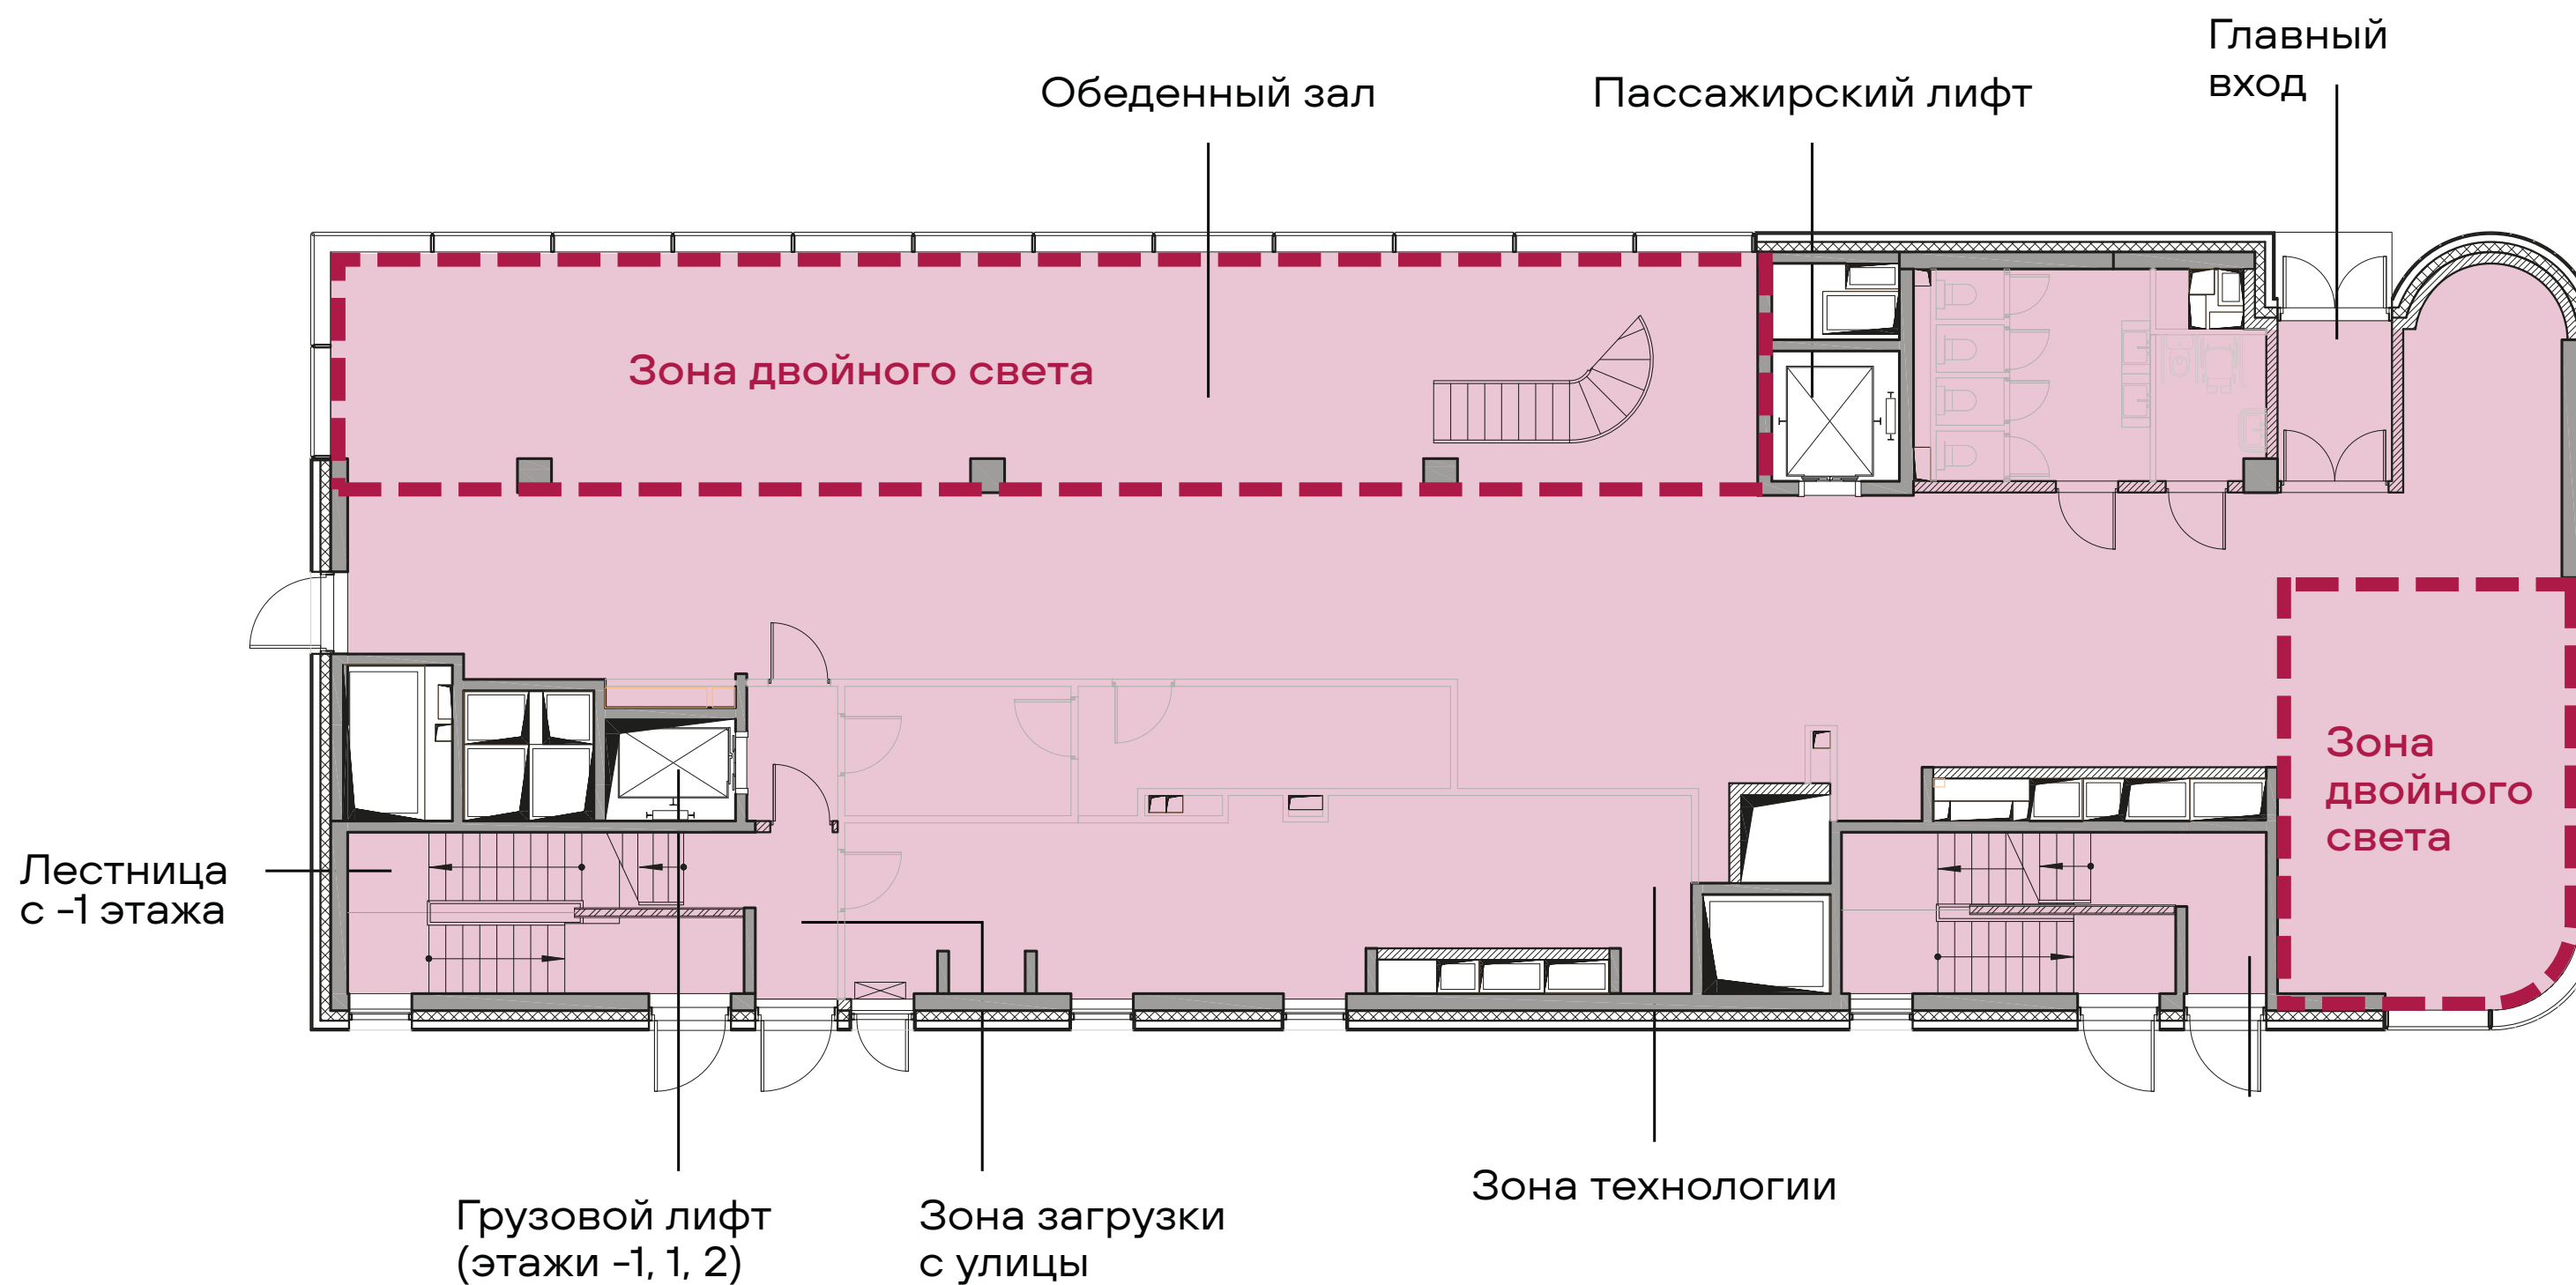 Главный
вход
Обеденный зал
Пассажирский лифт
Зона двойного света
Зона
двойного
света
Лестница
с -1 этажа
Зона технологии
Грузовой лифт
(этажи -1, 1, 2)
Зона загрузки
с улицы